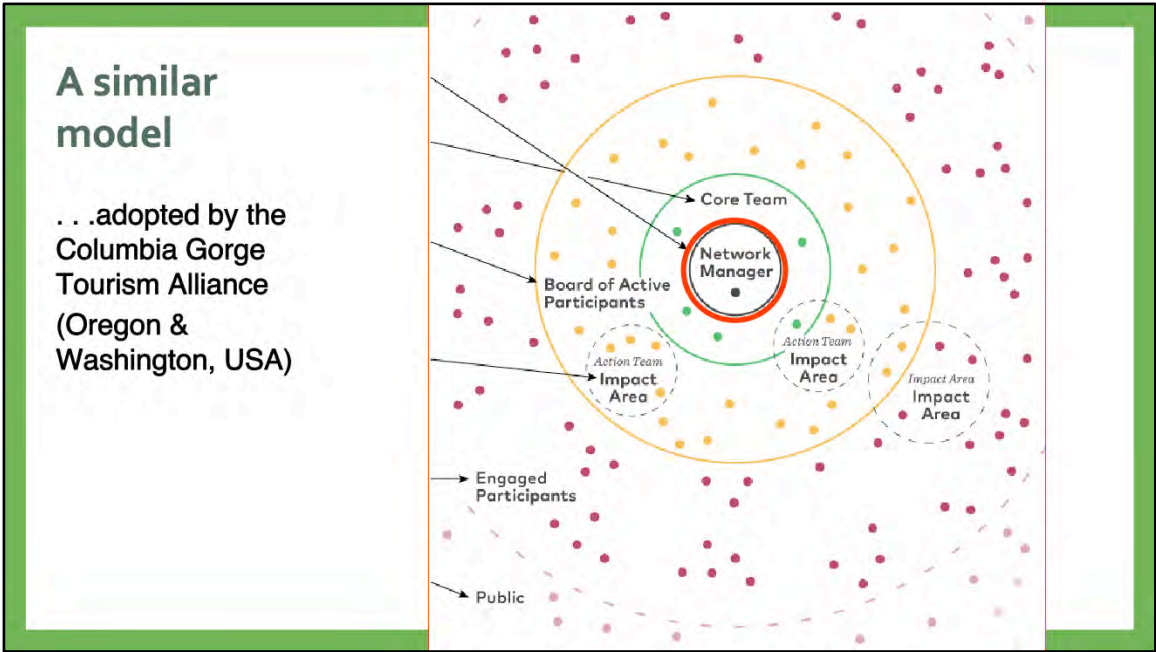 A similar
model
. . .adopted by the
Columbia Gorge
Tourism Alliance
(Oregon &
Washington, USA)
Core Team
Network
Manager
Board of Active
Participants
Action Team
Impact
Area
Action Team
Impact
Area
Impact Area
Impact
Area
Engaged
Participants
Public